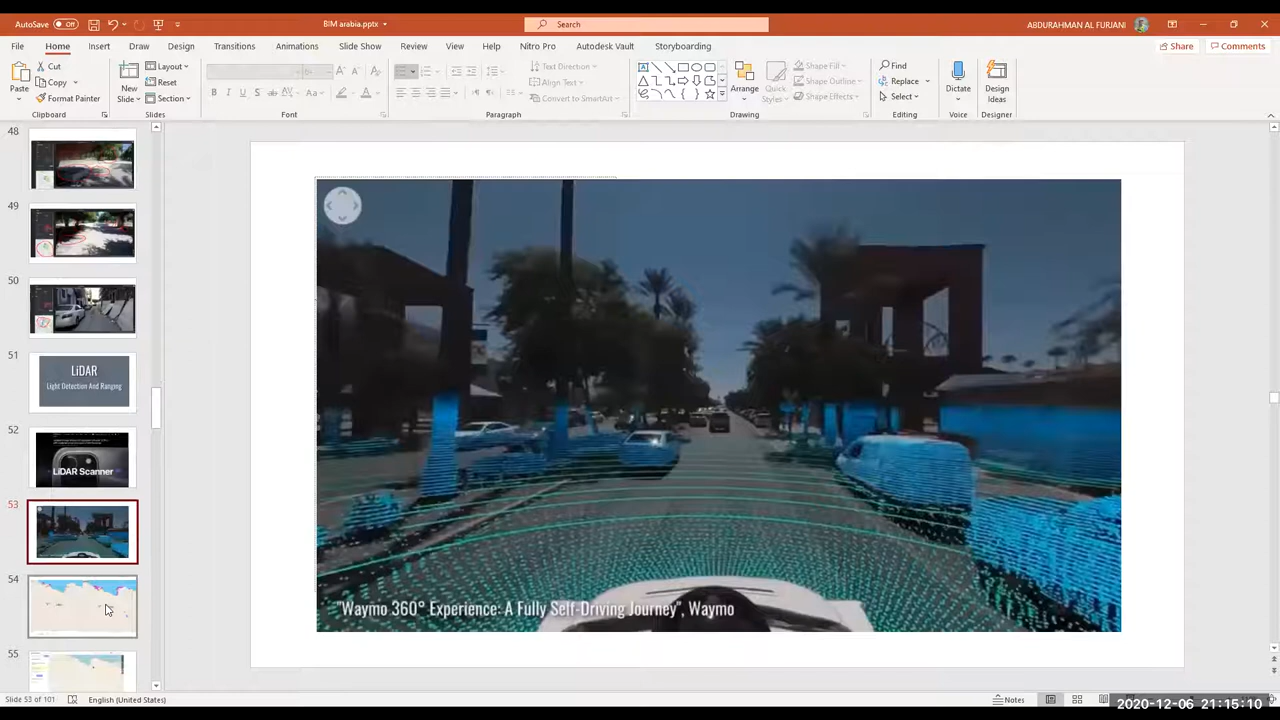 AutoSave Off
BIM arabia.pptx
Search
ABDURAHMAN AL FURJANI
File Home Insert Draw Design Transitions Animations Slide Show Review View Help Nitro Pro Autodesk Vault Storyboarding
Share Comments
Paste
Cut
Copy
Format Painter
Clipboard
New Slide
Layout
Reset
Section
Slides
B I U S ab AV Aa A
Font
Text Direction
Align Text
Convert to SmartArt
Paragraph
Arrange
Quick Styles
Shape Fill
Shape Outline
Shape Effects
Drawing
Find
Replace
Select
Editing
Dictate
Voice
Design Ideas
Designer
48
49
50
51
LiDAR
Light Detection And Ranging
52
LiDAR Scanner
53
54
55
"Waymo 360° Experience: A Fully Self-Driving Journey", Waymo
Slide 53 of 101 English (United States)
Notes
2020-12-06 21:15:10